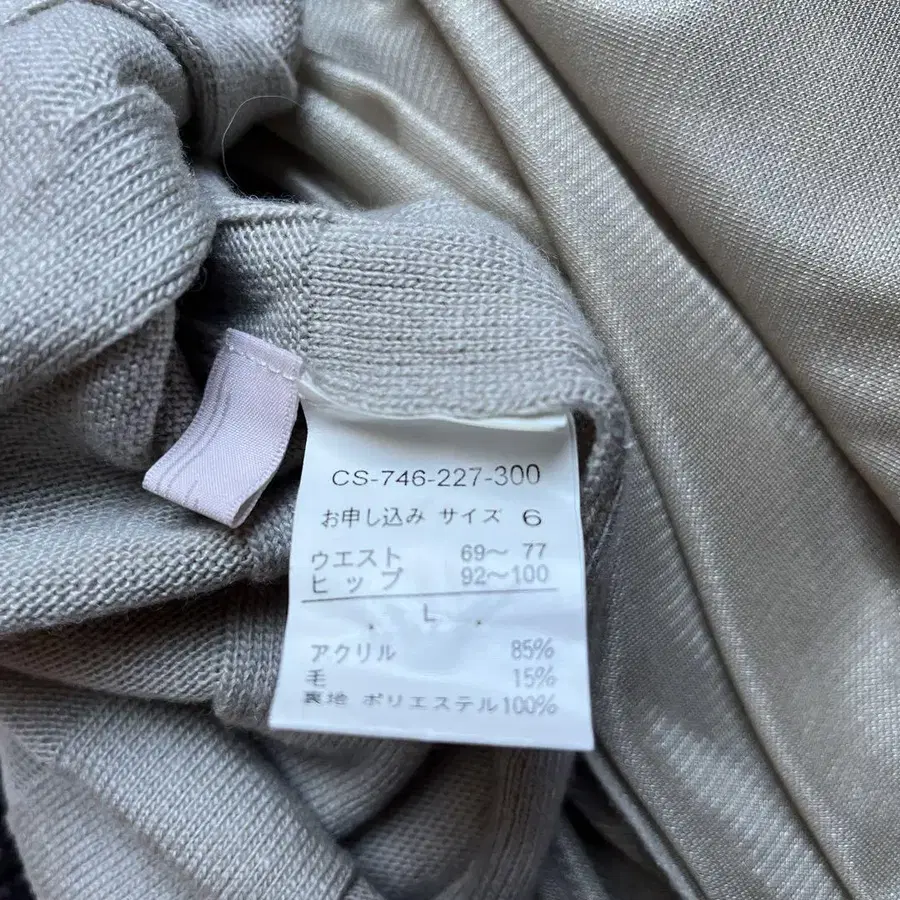 CS-746-227-300
お申し込み サイズ 6
ウエスト 69～ 77
ヒップ 92～100
L
アクリル 85%
毛 15%
裏地 ポリエステル100%